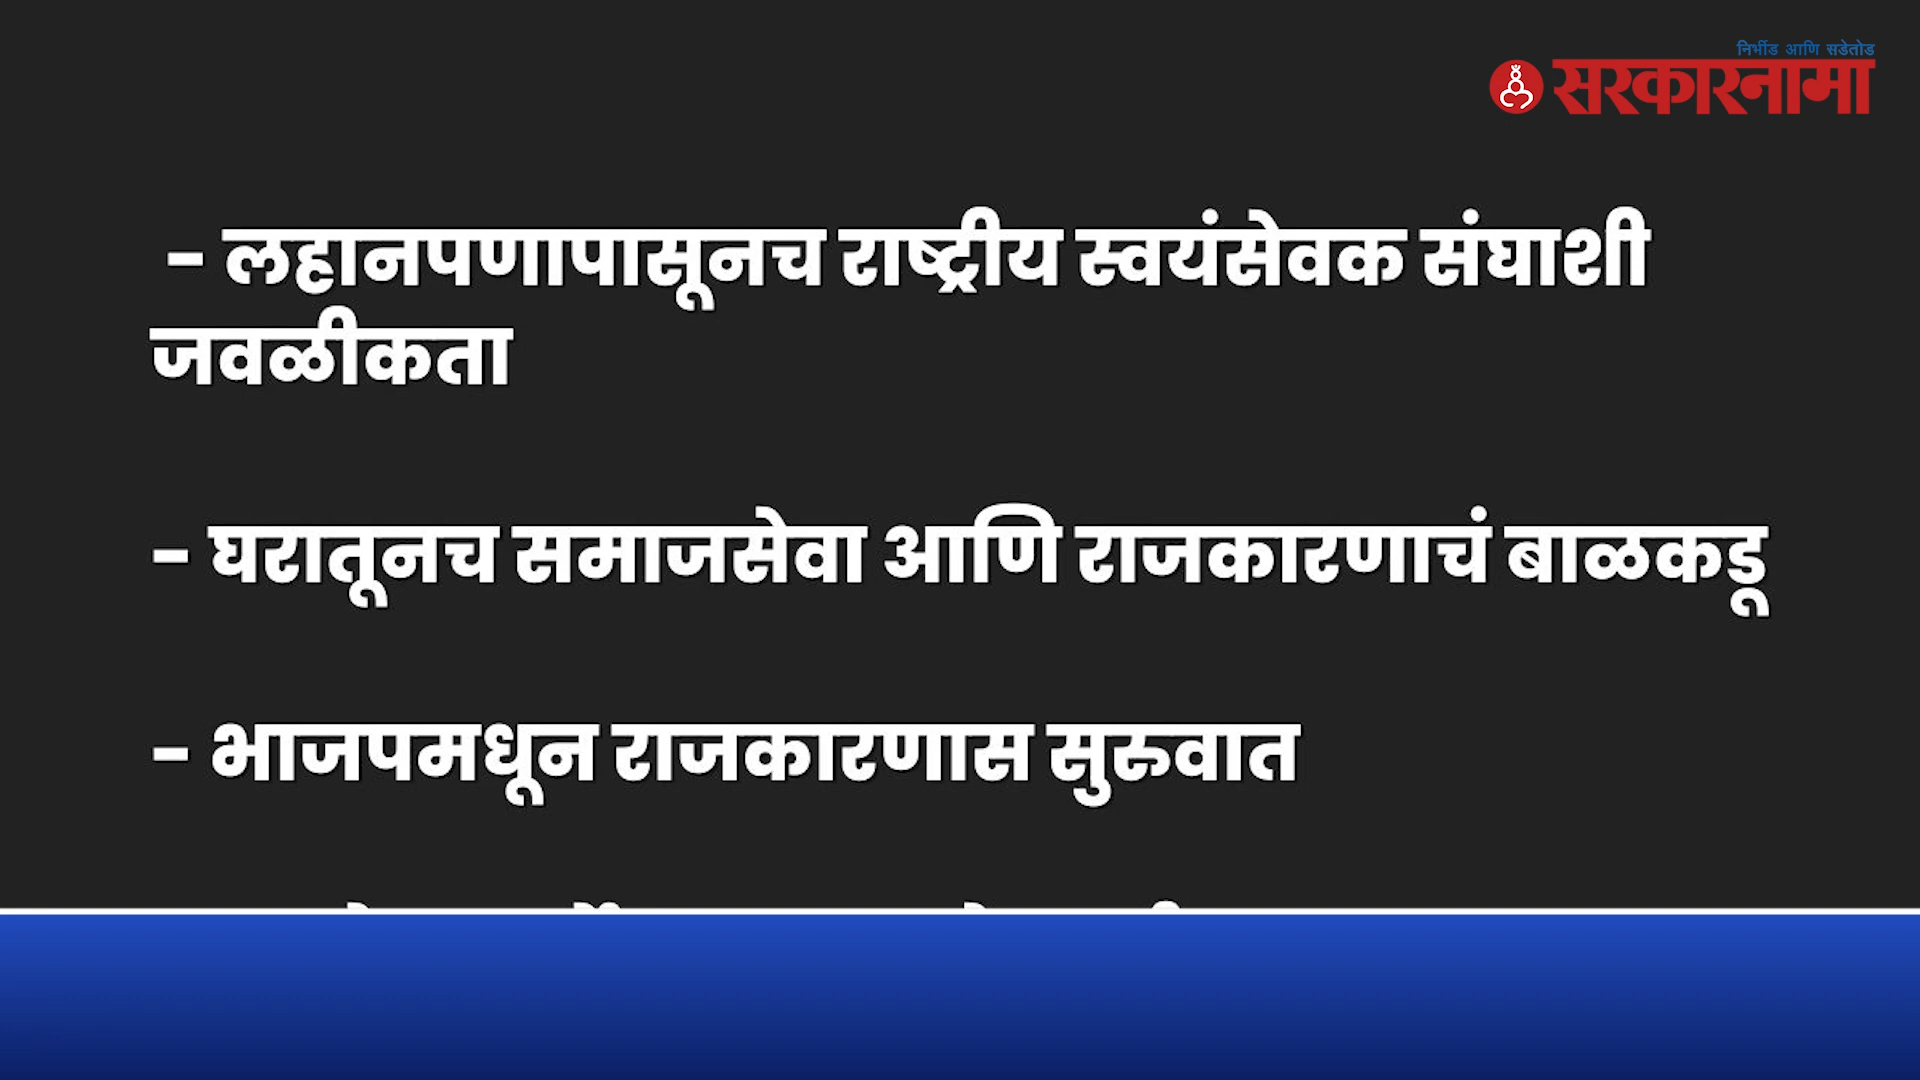 निर्भीड आणि सडेतोड
सरकारनामा
- लहानपणापासूनच राष्ट्रीय स्वयंसेवक संघाशी
जवळीकता
- घरातूनच समाजसेवा आणि राजकारणाचं बाळकडू
- भाजपमधून राजकारणास सुरुवात